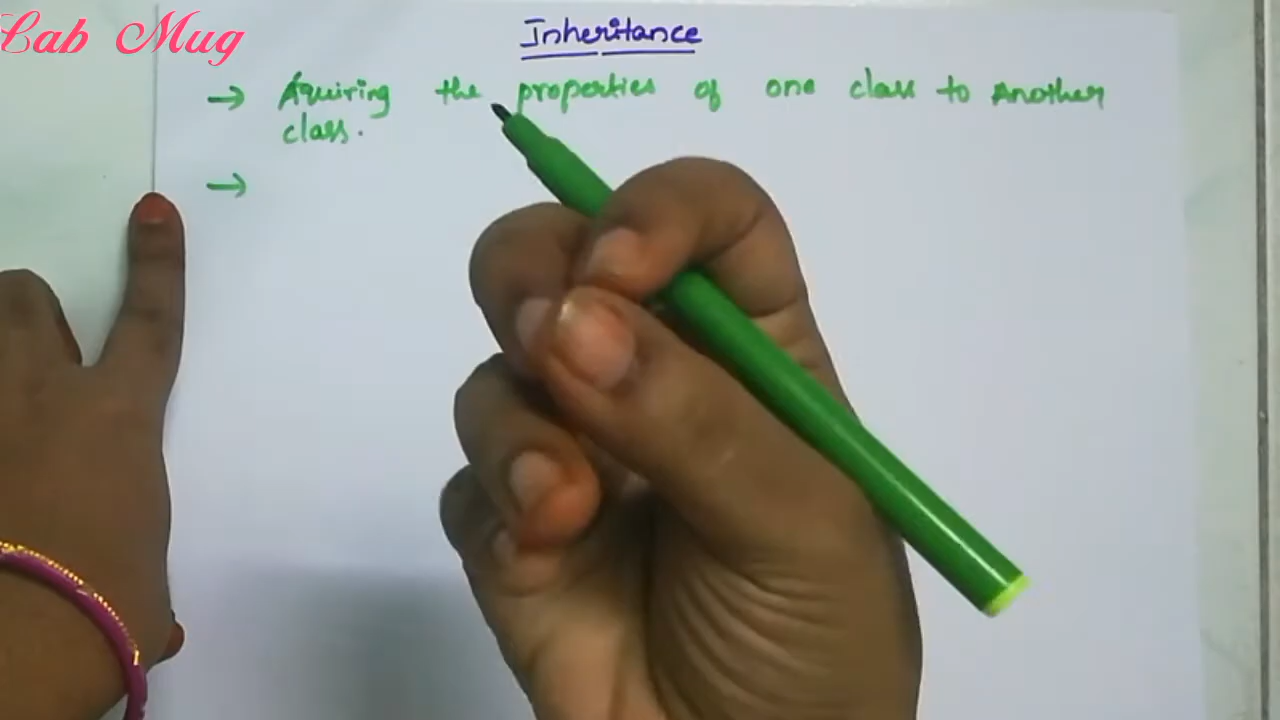 Lab Mug
Inheritance
→ Aquiring the properties of one class to Another
class.
→